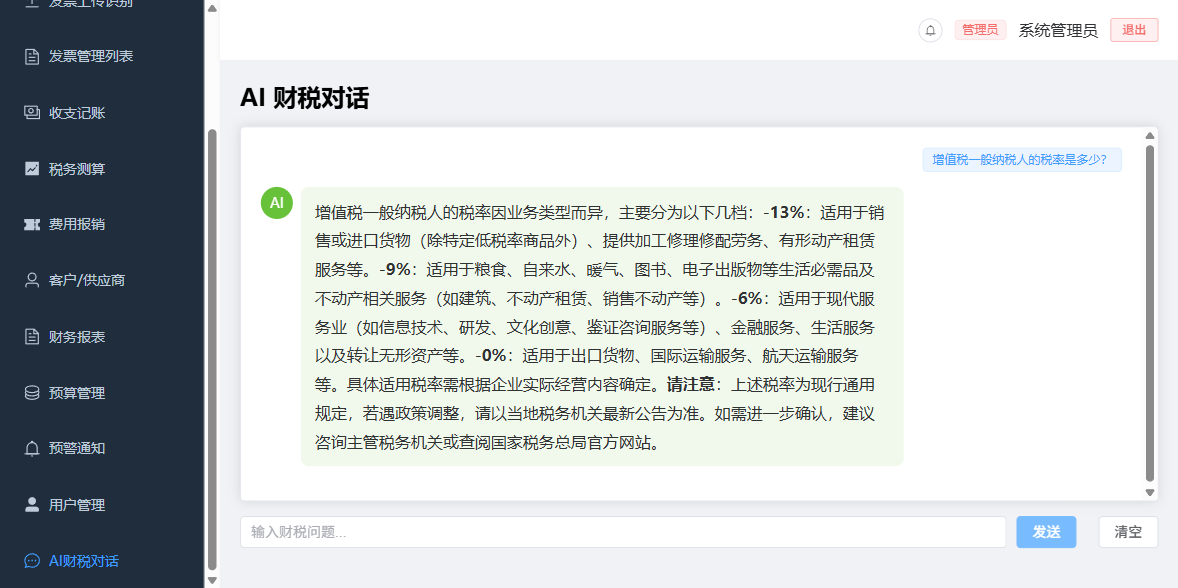 发票上传识别
发票管理列表
收支记账
税务测算
费用报销
客户/供应商
财务报表
预算管理
预警通知
用户管理
AI财税对话
管理员
系统管理员
退出
AI 财税对话
增值税一般纳税人的税率是多少？
AI
增值税一般纳税人的税率因业务类型而异，主要分为以下几档：-13%：适用于销
售或进口货物（除特定低税率商品外）、提供加工修理修配劳务、有形动产租赁
服务等。-9%：适用于粮食、自来水、暖气、图书、电子出版物等生活必需品及
不动产相关服务（如建筑、不动产租赁、销售不动产等）。-6%：适用于现代服
务业（如信息技术、研发、文化创意、鉴证咨询服务等）、金融服务、生活服务
以及转让无形资产等。-0%：适用于出口货物、国际运输服务、航天运输服务
等。具体适用税率需根据企业实际经营内容确定。请注意：上述税率为现行通用
规定，若遇政策调整，请以当地税务机关最新公告为准。如需进一步确认，建议
咨询主管税务机关或查阅国家税务总局官方网站。
输入财税问题...
发送
清空